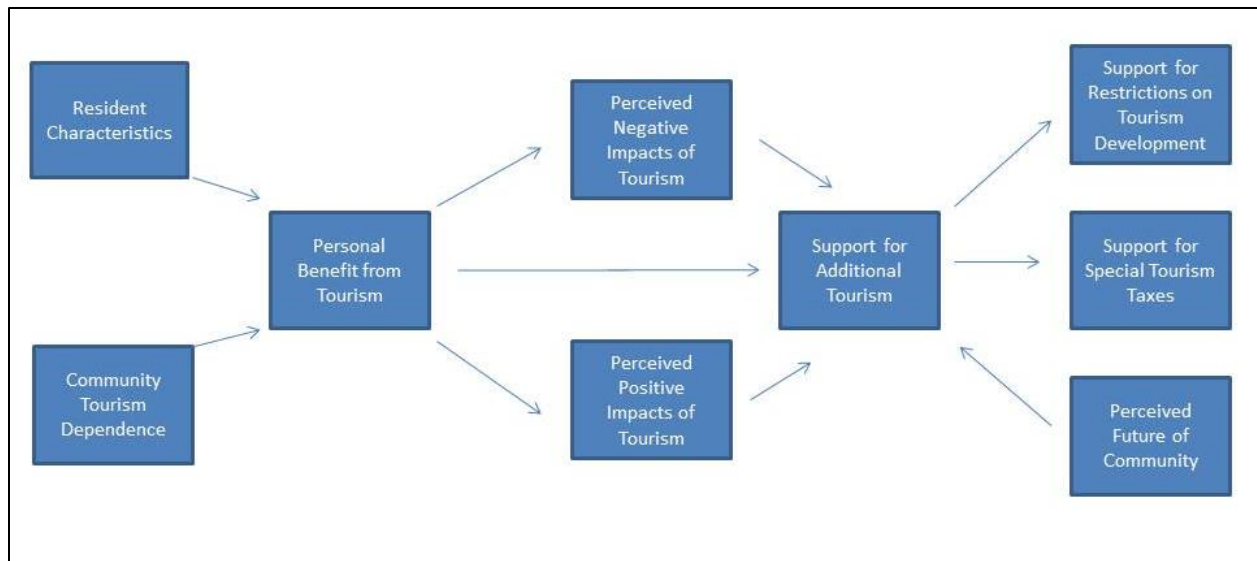 Resident
Characteristics
Community
Tourism
Dependence
Personal
Benefit from
Tourism
Perceived
Negative
Impacts of
Tourism
Perceived
Positive
Impacts of
Tourism
Support for
Additional
Tourism
Support for
Restrictions on
Tourism
Development
Support for
Special Tourism
Taxes
Perceived
Future of
Community